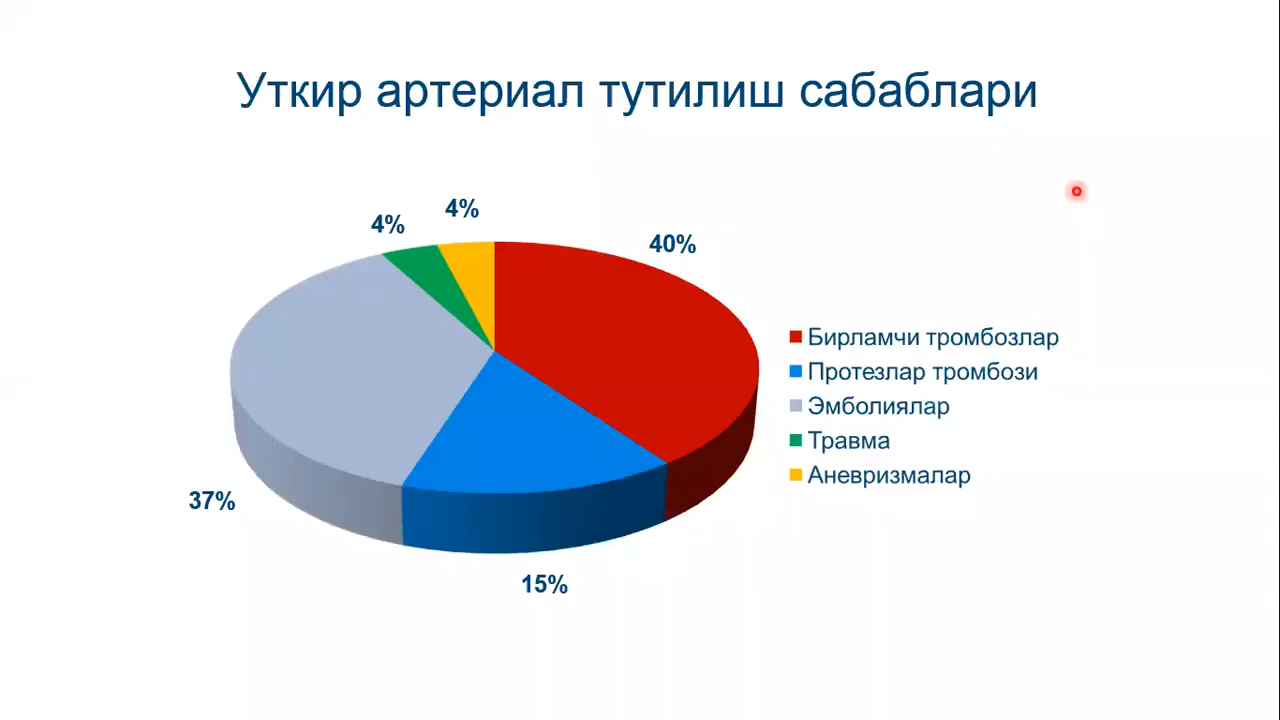 Уткир артериал тутилиш сабаблари
4%
4%
40%
37%
15%
Бирламчи тромбозлар
Протезлар тромбози
Эмболиялар
Травма
Аневризмалар